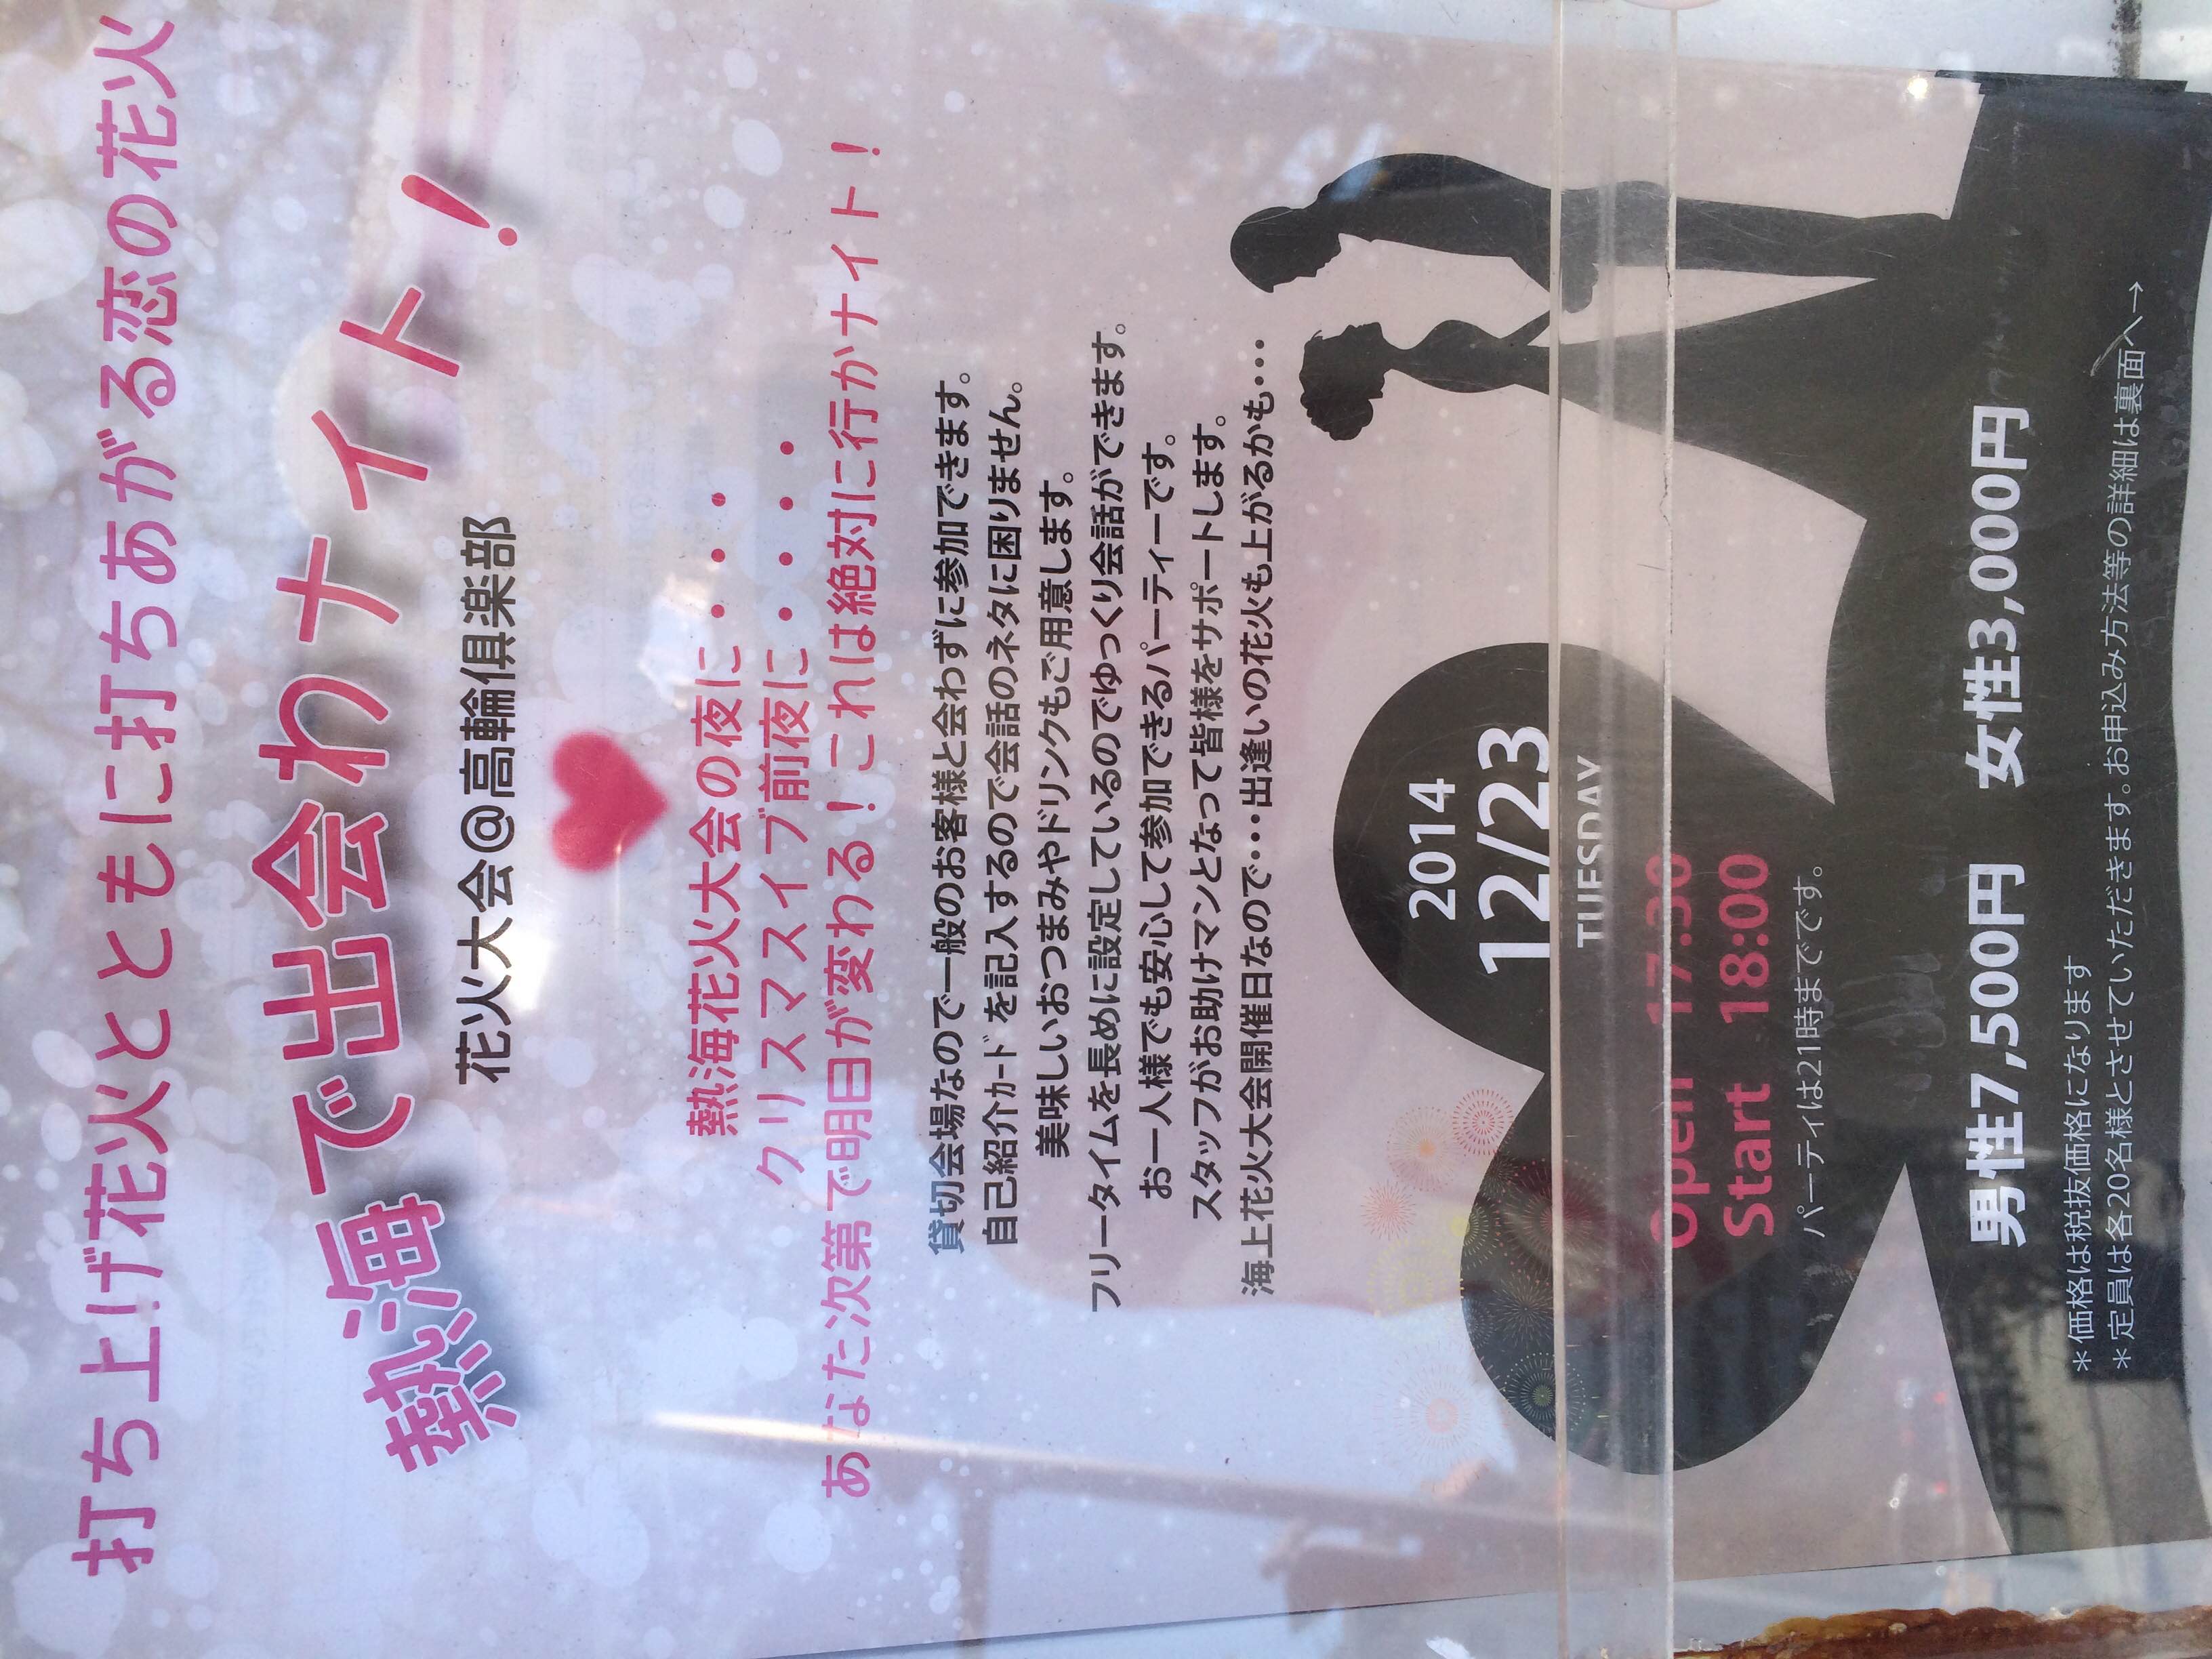 打ち上げ花火とともに打ちあがる恋の花火
熱海で出会わナイト！
花火大会@高輪倶楽部
熱海花火大会の夜に・・・・
クリスマスイブ前夜に・・・・
あなた次第で明日が変わる！これは絶対に行かナイト！
貸切会場なので一般のお客様と会わずに参加できます。
自己紹介ｶｰﾄﾞを記入するので会話のネタに困りません。
美味しいおつまみやドリンクもご用意します。
フリータイムを長めに設定しているのでゆっくり会話ができます。
お一人様でも安心して参加できるパーティーです。
スタッフがお助けマンとなって皆様をサポートします。
海上花火大会開催日なので・・・出逢いの花火も上がるかも・・・
2014
12/23
TUESDAY
Open 17:30
Start 18:00
パーティは21時までです。
男性7,500円 女性3,000円
＊価格は税抜価格になります
＊定員は各20名様とさせていただきます。お申込み方法等の詳細は裏面へ→